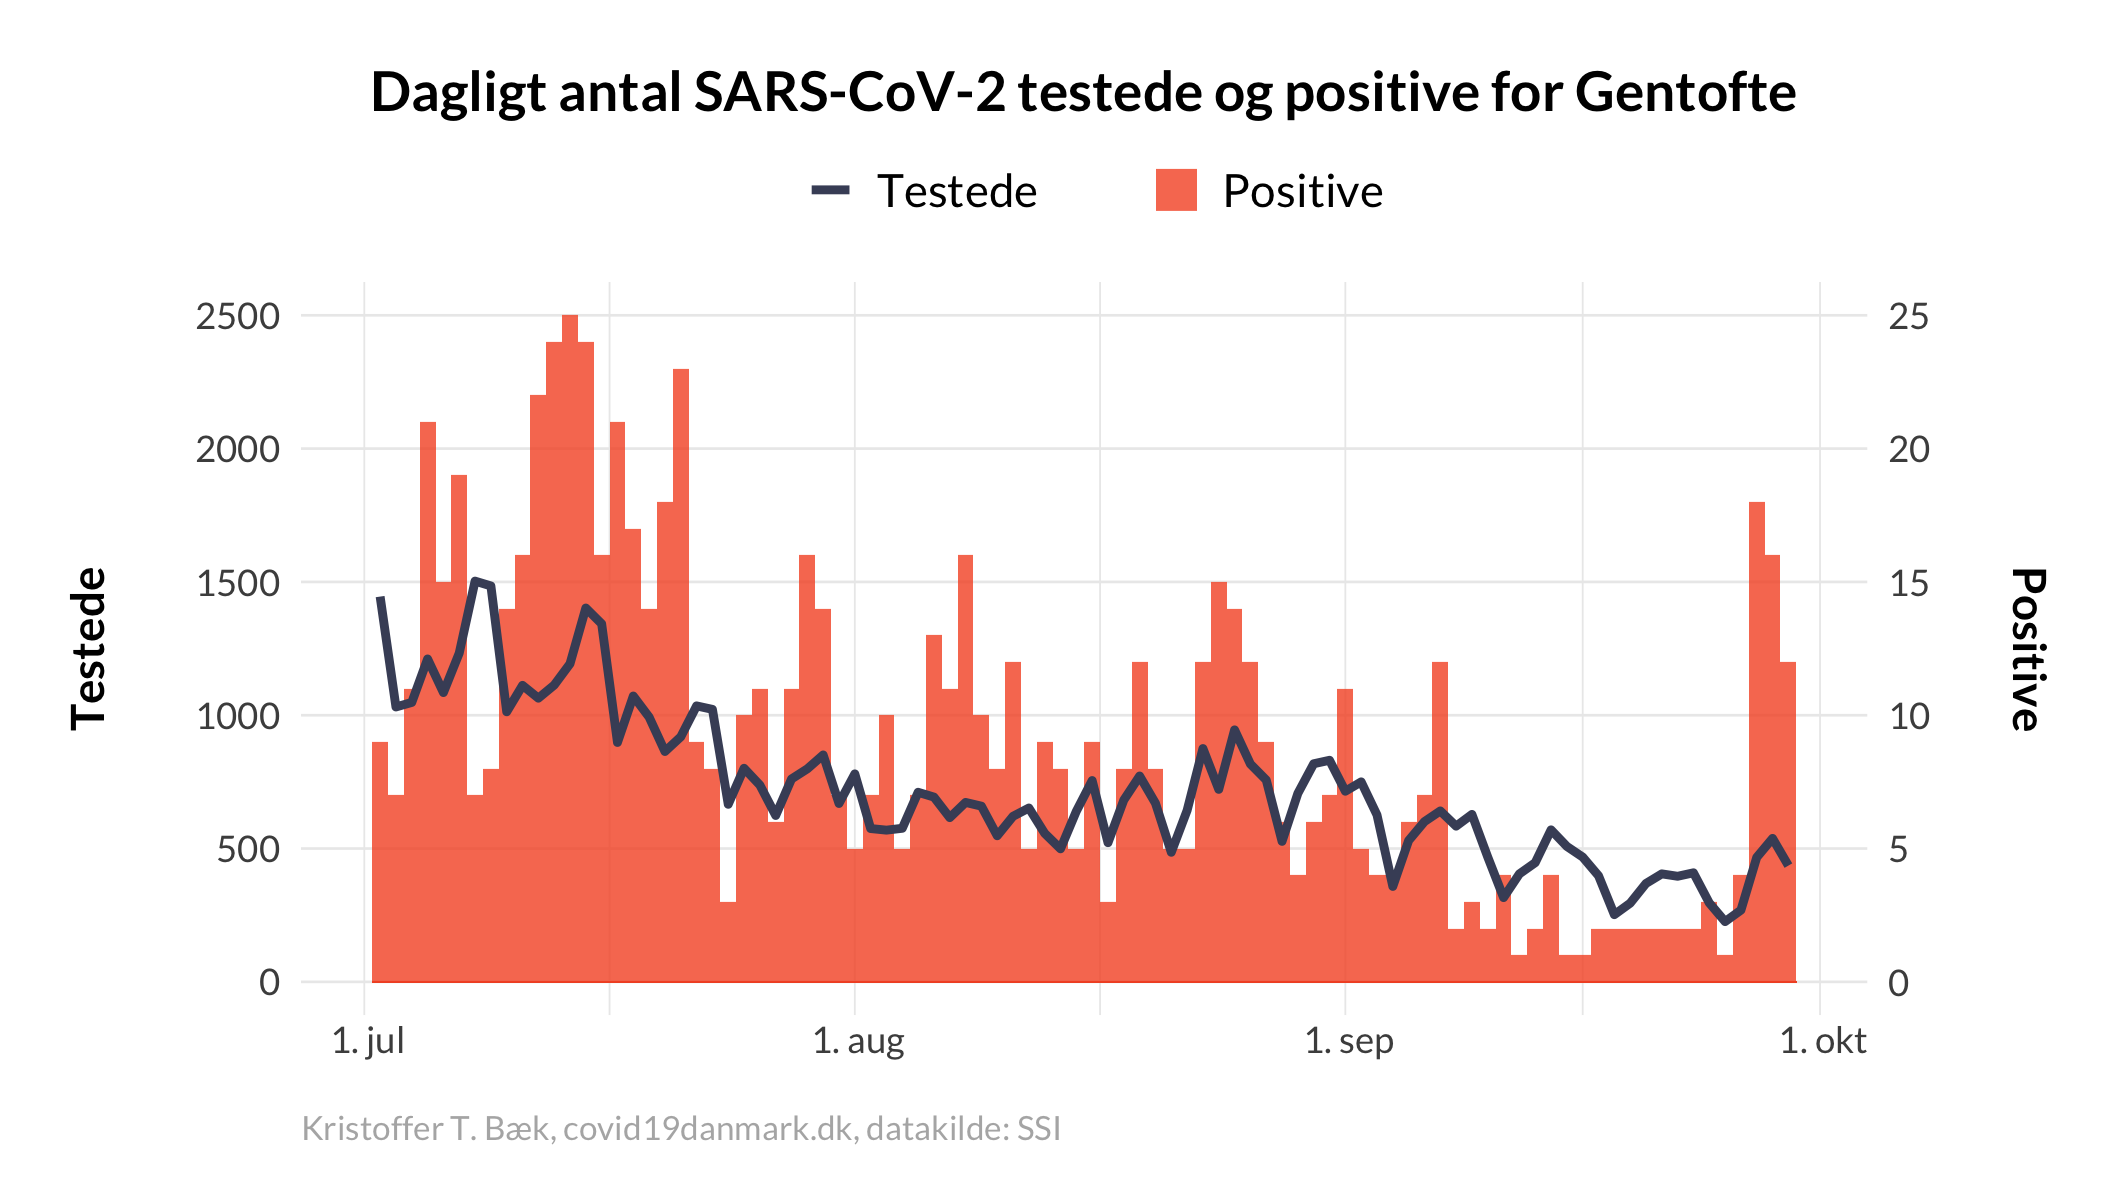 Dagligt antal SARS-CoV-2 testede og positive for Gentofte
Testede Positive
Testede
Positive
2500 25
2000 20
1500 15
1000 10
500 5
0 0
1. jul 1. aug 1. sep 1. okt
Kristoffer T. Bæk, covid19danmark.dk, datakilde: SSI